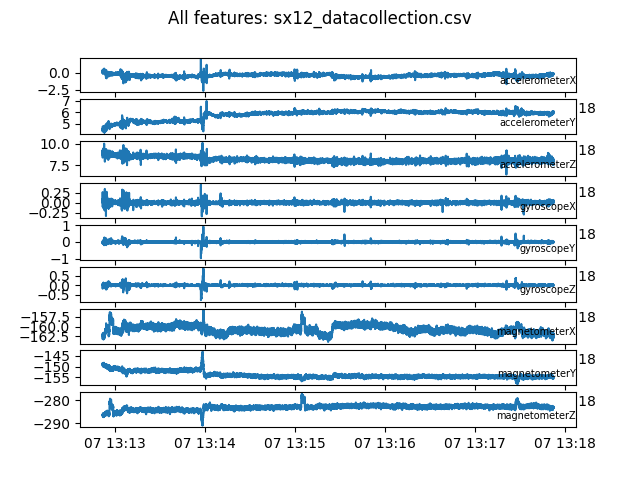 All features: sx12_datacollection.csv
0.0
−2.5
accelerometerX
7
6
5
accelerometerY
18
10.0
7.5
accelerometerZ
18
0.25
0.00
−0.25
gyroscopeX
18
1
0
−1
gyroscopeY
18
0.5
0.0
−0.5
gyroscopeZ
18
−157.5
−160.0
−162.5
magnetometerX
18
−145
−150
−155
magnetometerY
18
−280
−290
magnetometerZ
18
07 13:13 07 13:14 07 13:15 07 13:16 07 13:17 07 13:18